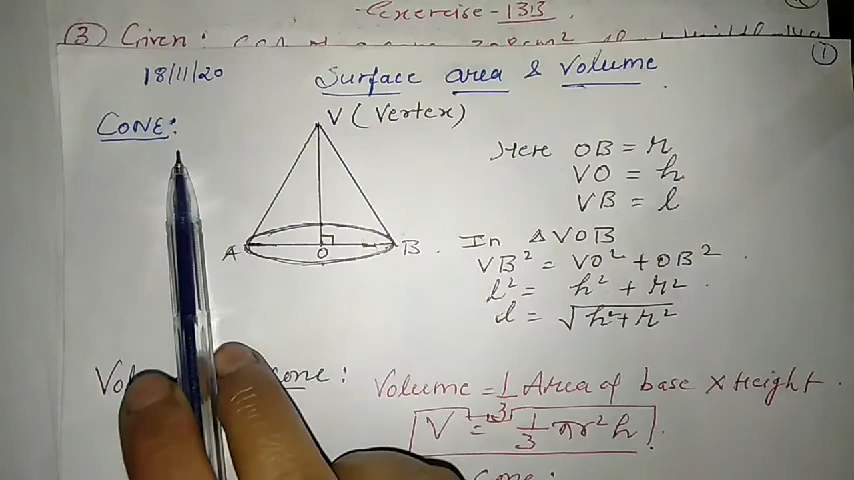 Exercise-13B.
③ Given:
①
18/11/20 Surface area & Volume
CONE:
V (Vertex)
A O B
Here OB = r
VO = h
VB = l
In ΔVOB
VB² = VO² + OB²
l² = h² + r²
l = √h²+r²
cone: Volume = 1/3 Area of base × Height.
V = 1/3 πr²h
cone: